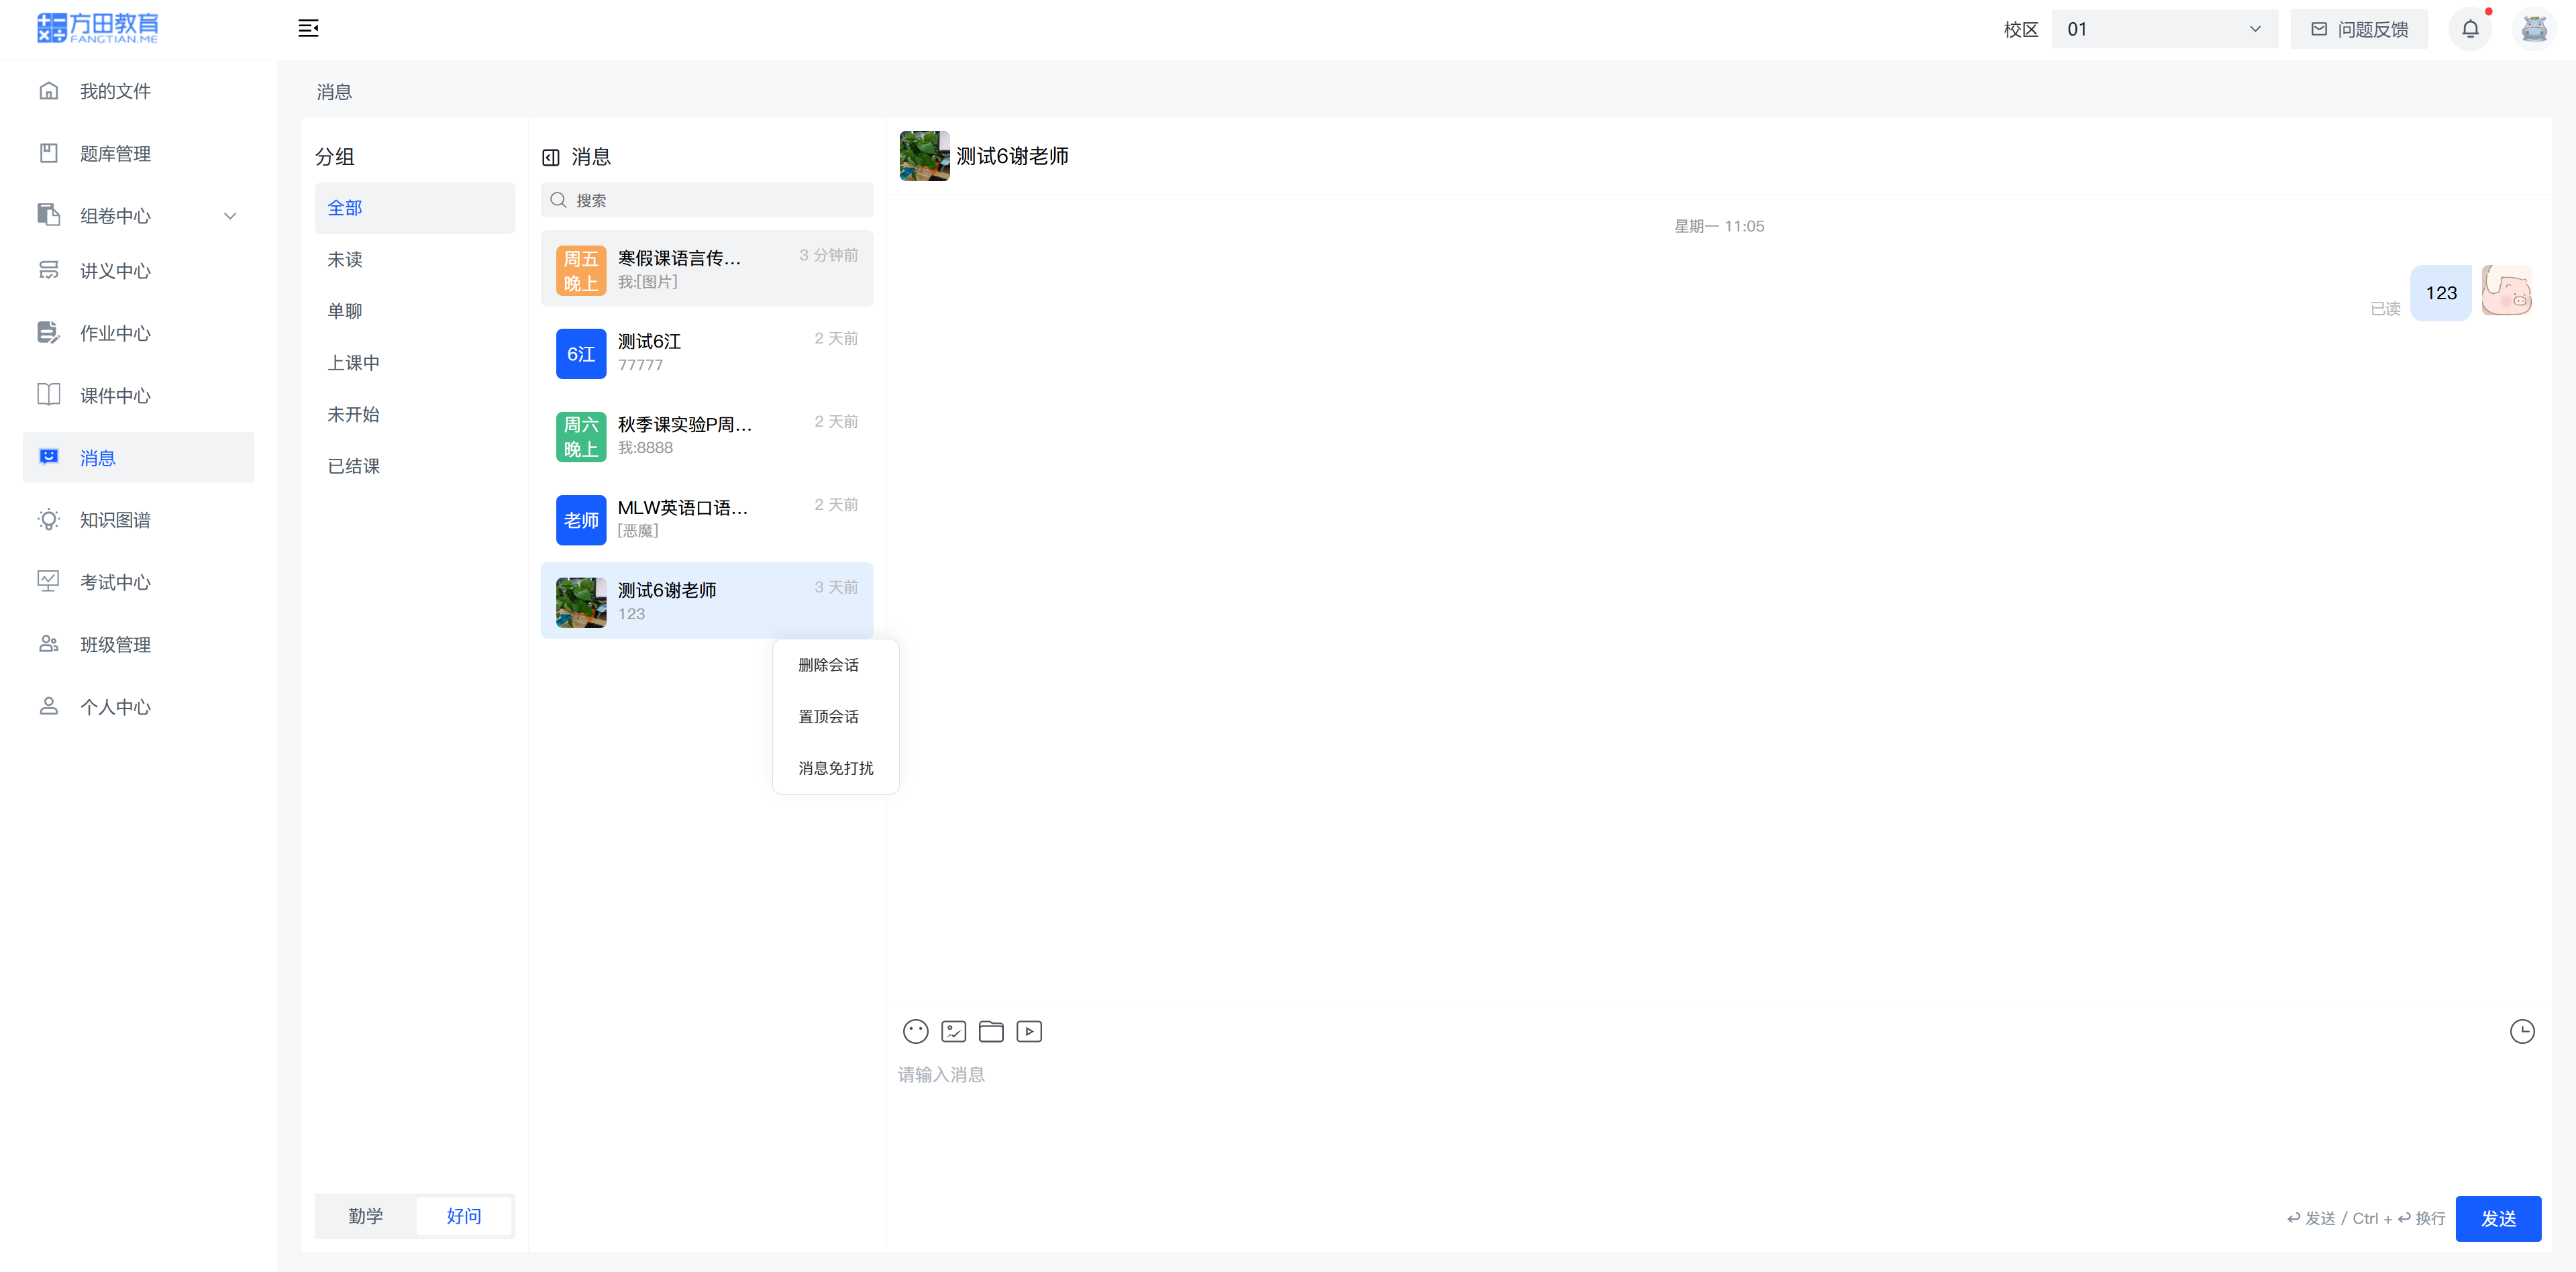 方田教育
FANGTIAN.ME
校区
01
问题反馈
我的文件
题库管理
组卷中心
讲义中心
作业中心
课件中心
消息
知识图谱
考试中心
班级管理
个人中心
消息
分组
全部
未读
单聊
上课中
未开始
已结课
勤学
好问
消息
搜索
周五
晚上
寒假课语言传...
3 分钟前
我:[图片]
6江
测试6江
2 天前
77777
周六
晚上
秋季课实验P周...
2 天前
我:8888
老师
MLW英语口语...
2 天前
[恶魔]
测试6谢老师
3 天前
123
删除会话
置顶会话
消息免打扰
测试6谢老师
星期一 11:05
已读
123
请输入消息
↩ 发送 / Ctrl + ↩ 换行
发送